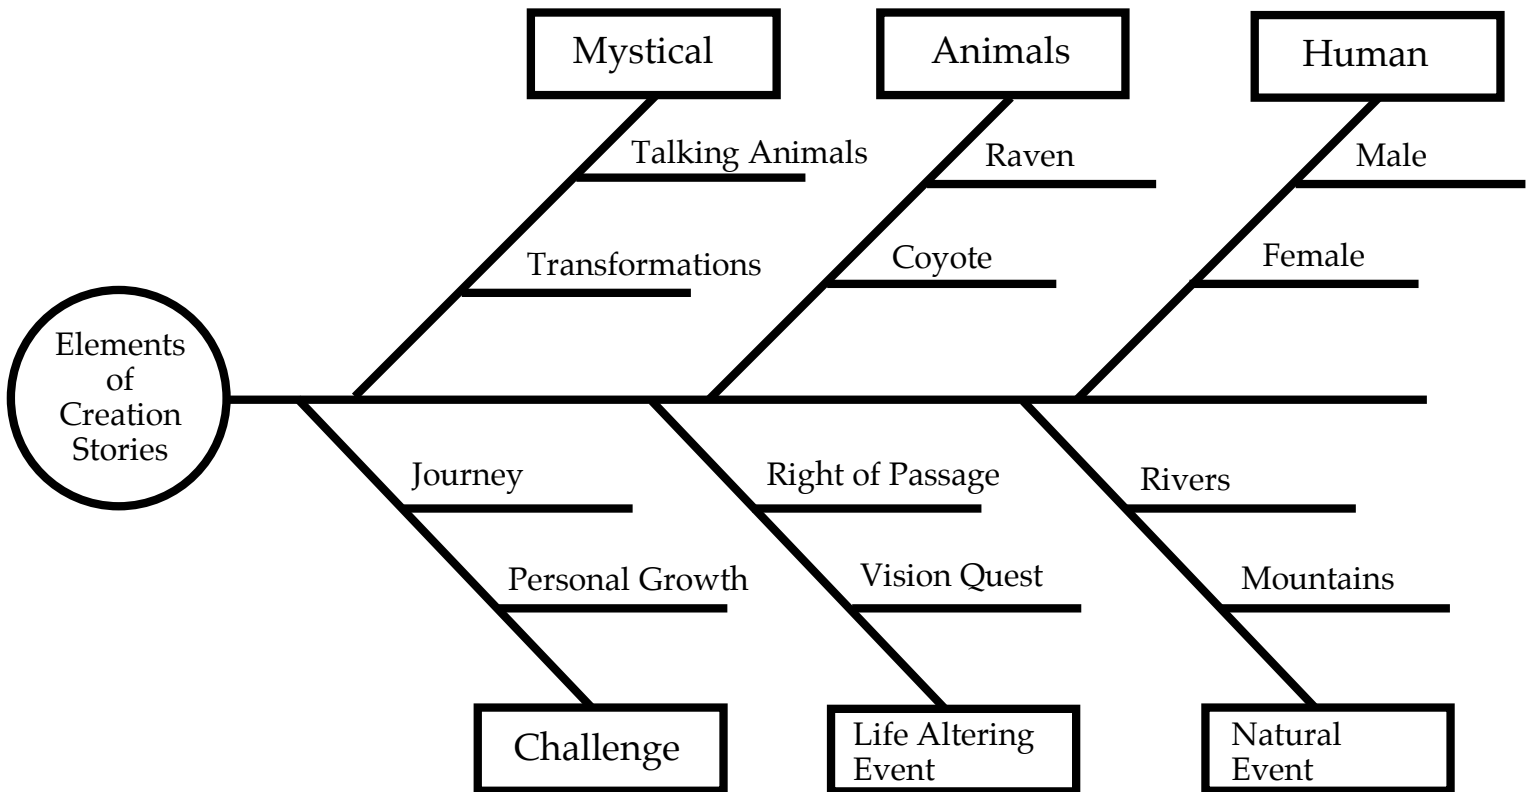 Mystical
Animals
Human
Talking Animals
Raven
Male
Transformations
Coyote
Female
Elements
of
Creation
Stories
Journey
Right of Passage
Rivers
Personal Growth
Vision Quest
Mountains
Challenge
Life Altering
Event
Natural
Event